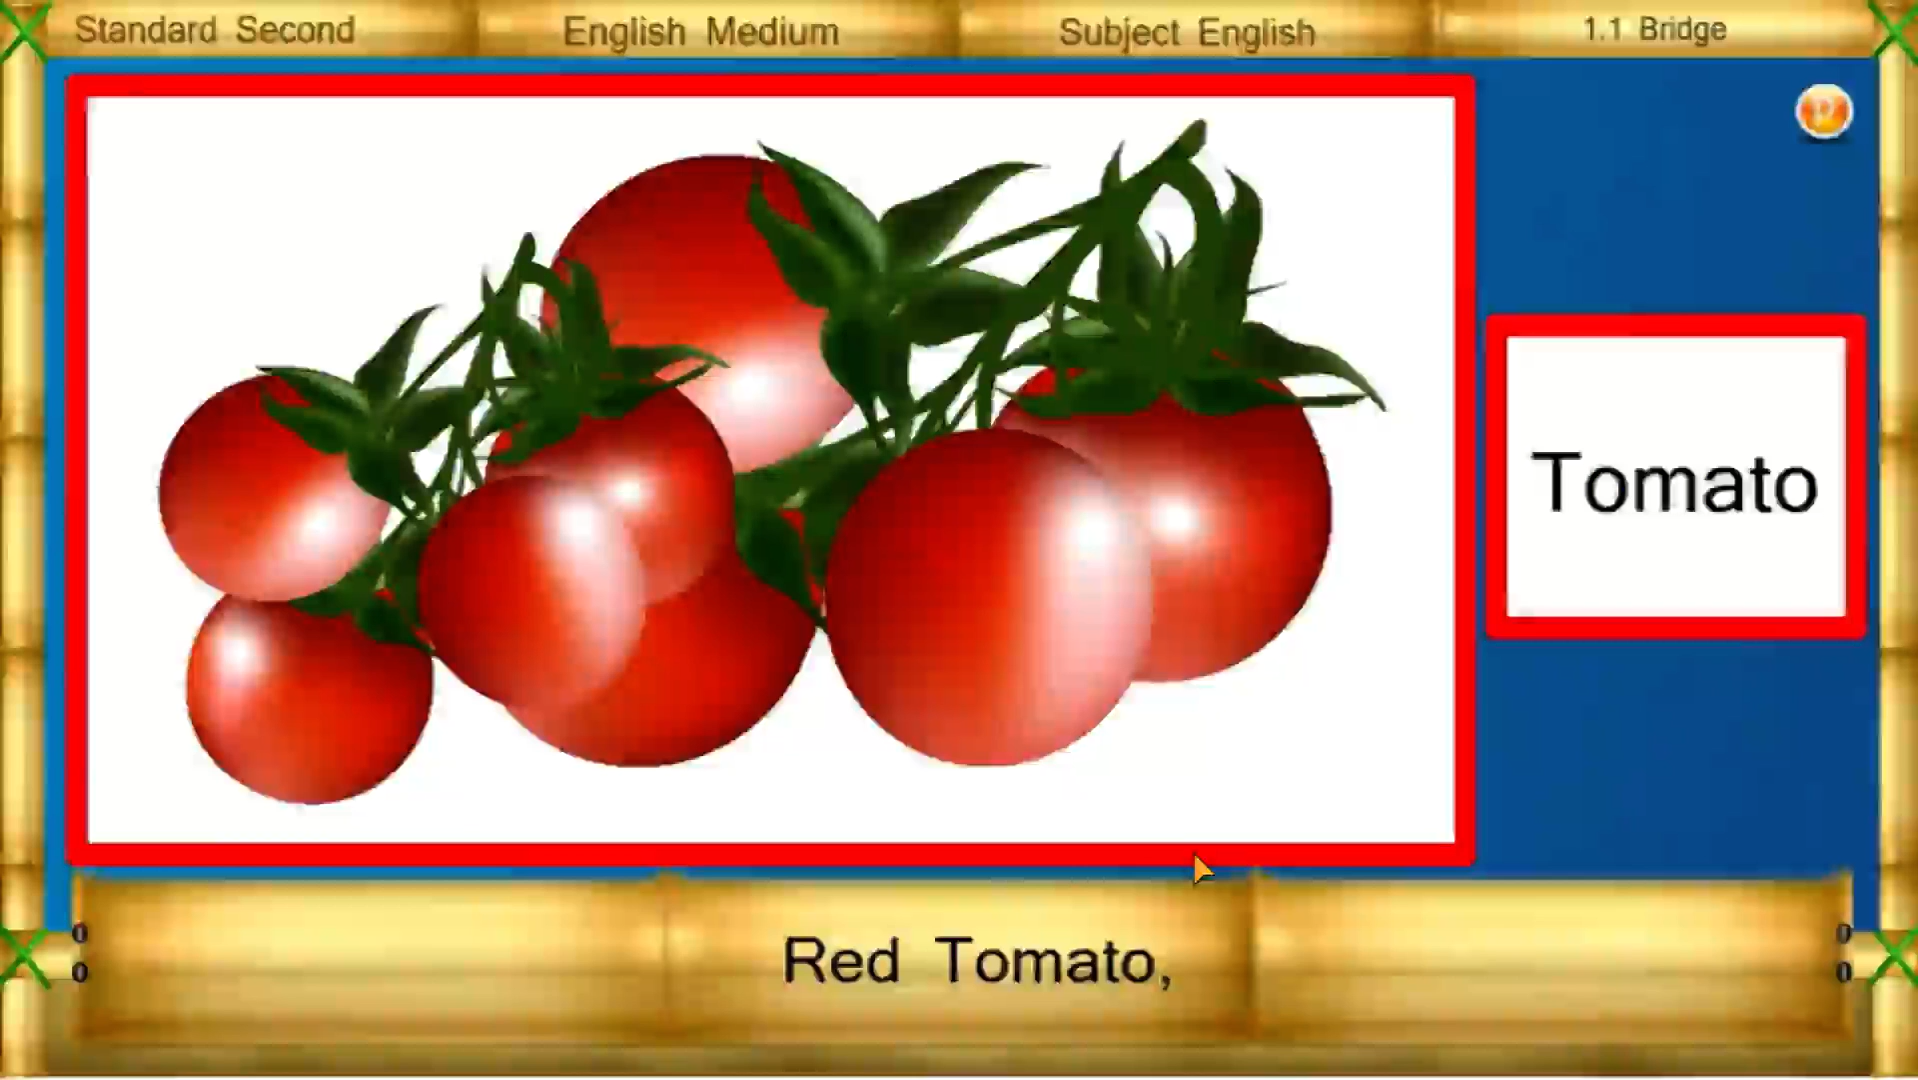 Standard Second
English Medium
Subject English
1.1 Bridge
P
Tomato
Red Tomato,